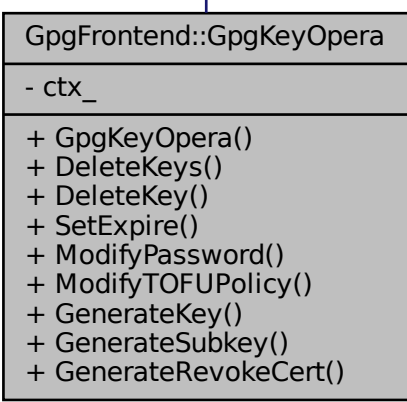 GpgFrontend::GpgKeyOpera
- ctx_
+ GpgKeyOpera()
+ DeleteKeys()
+ DeleteKey()
+ SetExpire()
+ ModifyPassword()
+ ModifyTOFUPolicy()
+ GenerateKey()
+ GenerateSubkey()
+ GenerateRevokeCert()